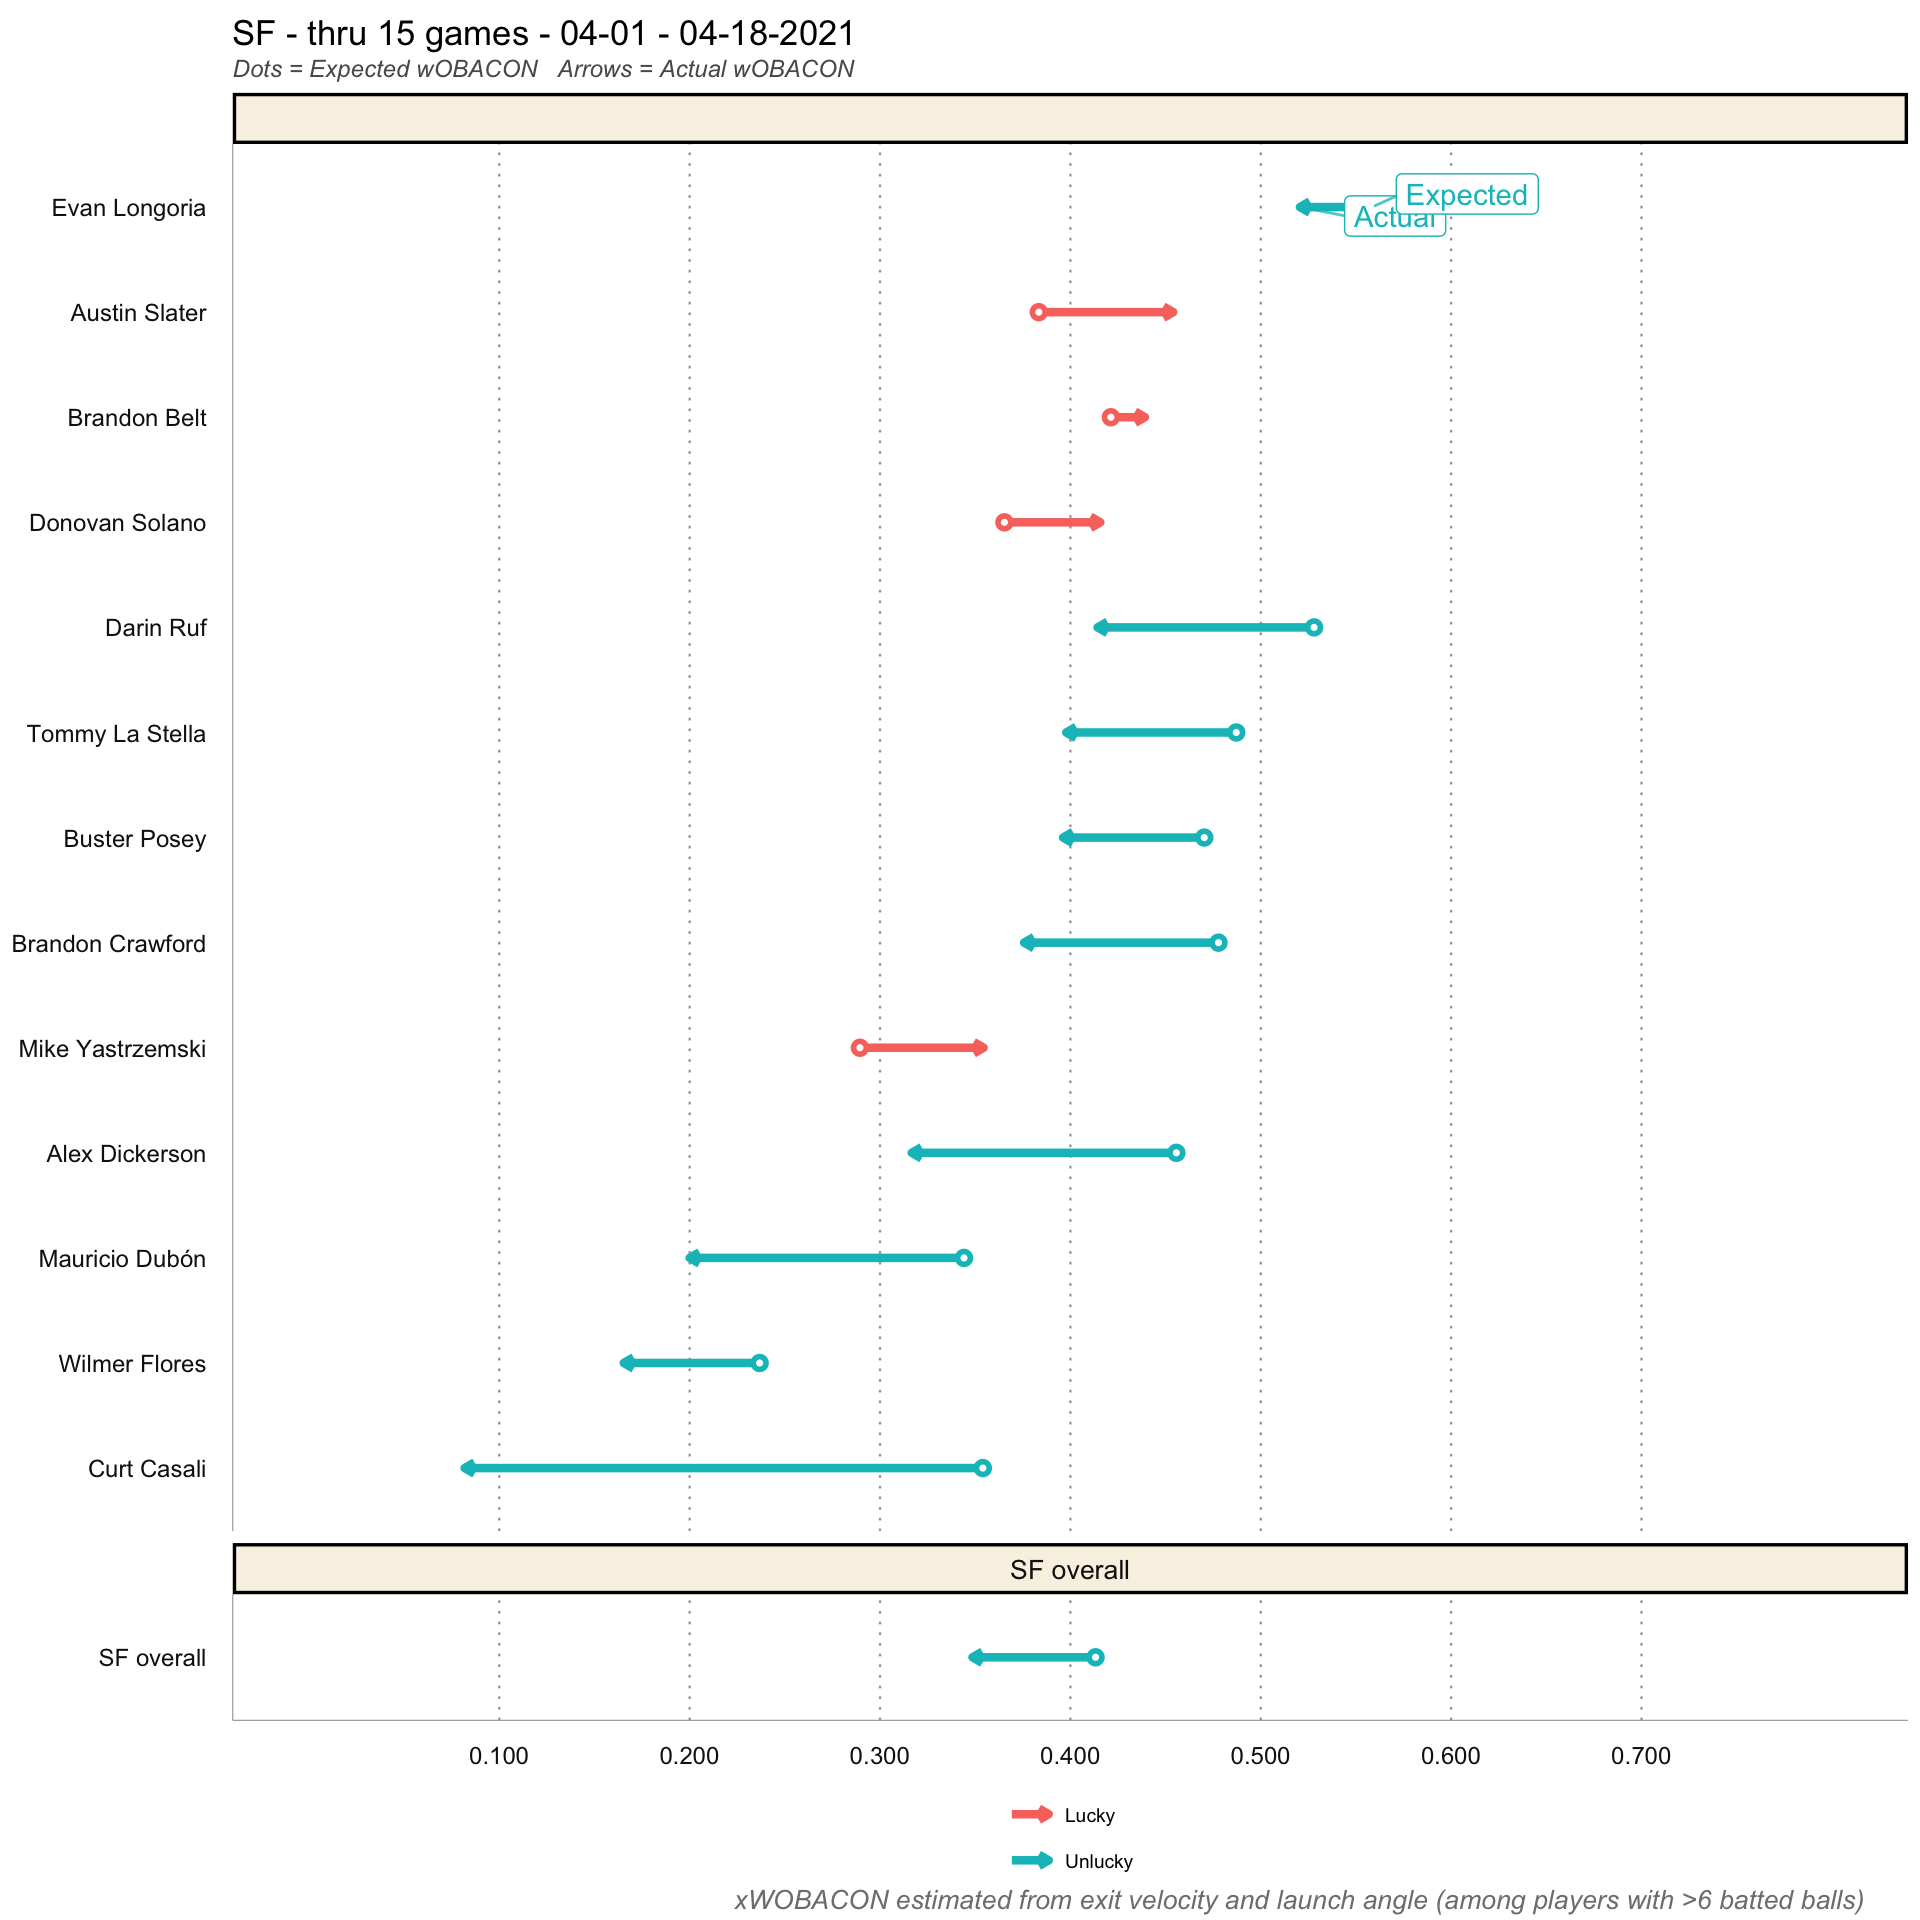 SF - thru 15 games - 04-01 - 04-18-2021
Dots = Expected wOBACON   Arrows = Actual wOBACON
Evan Longoria
Expected
Actual
Austin Slater
Brandon Belt
Donovan Solano
Darin Ruf
Tommy La Stella
Buster Posey
Brandon Crawford
Mike Yastrzemski
Alex Dickerson
Mauricio Dubón
Wilmer Flores
Curt Casali
SF overall
SF overall
0.100 0.200 0.300 0.400 0.500 0.600 0.700
Lucky
Unlucky
xWOBACON estimated from exit velocity and launch angle (among players with >6 batted balls)